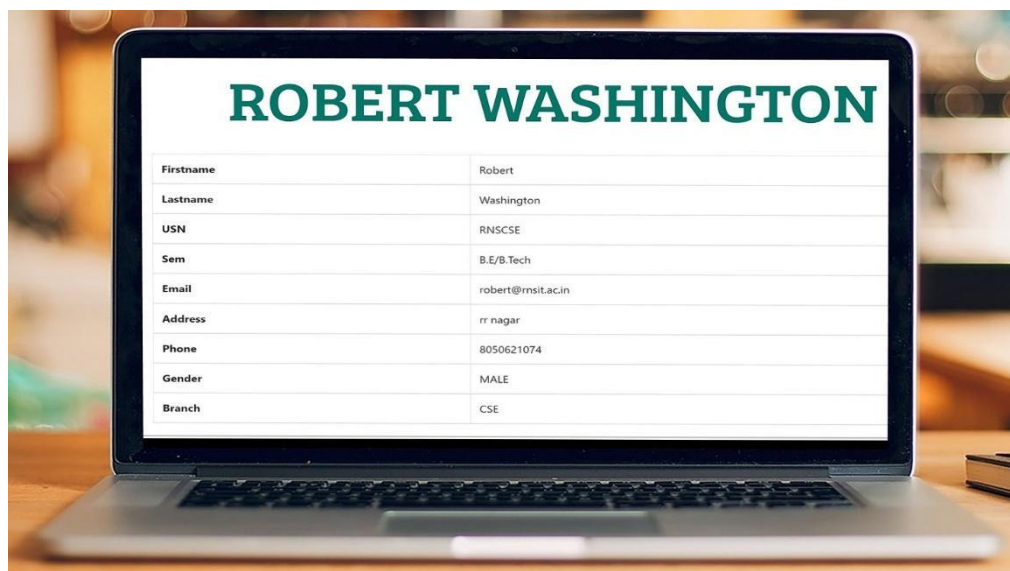 ROBERT WASHINGTON
Firstname Robert
Lastname Washington
USN RNSCSE
Sem B.E/B.Tech
Email robert@rnsit.ac.in
Address rr nagar
Phone 8050621074
Gender MALE
Branch CSE